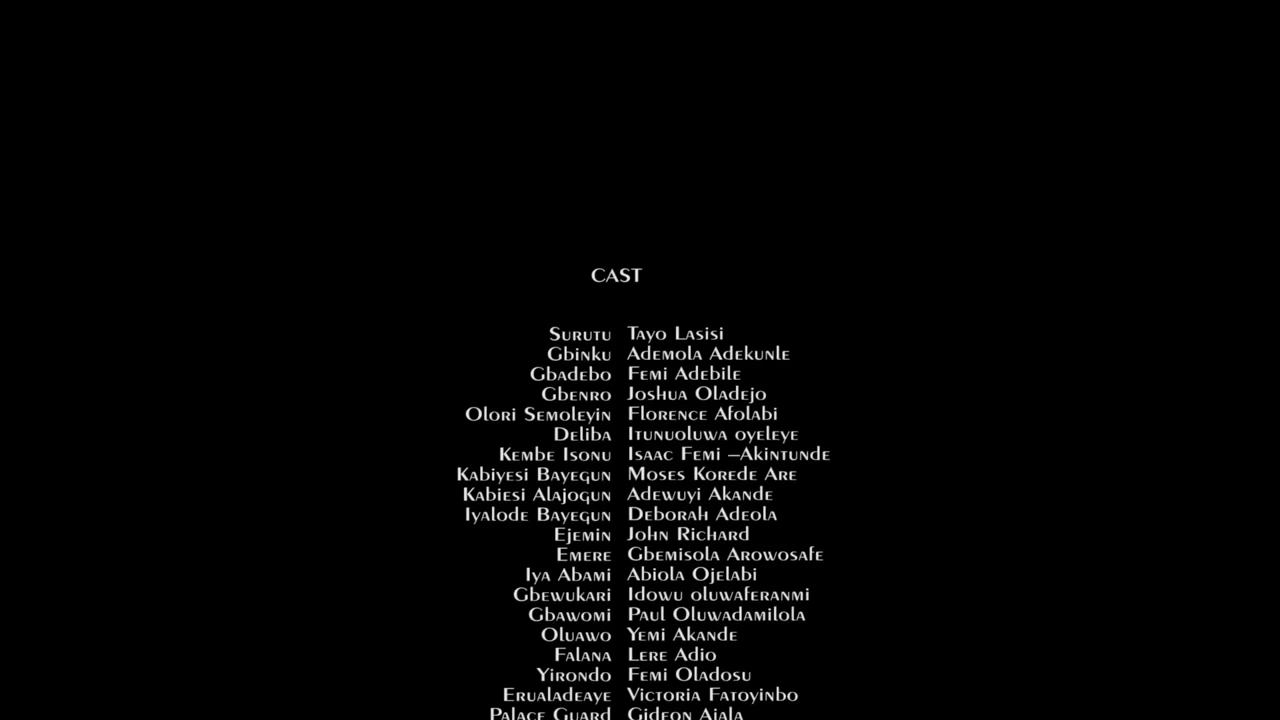 CAST
Surutu Tayo Lasisi
Gbinku Ademola Adekunle
Gbadebo Femi Adebile
Gbenro Joshua Oladejo
Olori Semoleyin Florence Afolabi
Deliba Itunuoluwa oyeleye
Kembe Isonu Isaac Femi –Akintunde
Kabiyesi Bayegun Moses Korede Are
Kabiesi Alajogun Adewuyi Akande
Iyalode Bayegun Deborah Adeola
Ejemin John Richard
Emere Gbemisola Arowosafe
Iya Abami Abiola Ojelabi
Gbewukari Idowu oluwaferanmi
Gbawomi Paul Oluwadamilola
Oluawo Yemi Akande
Falana Lere Adio
Yirondo Femi Oladosu
Erualadeaye Victoria Fatoyinbo
Palace Guard Gideon Ajala